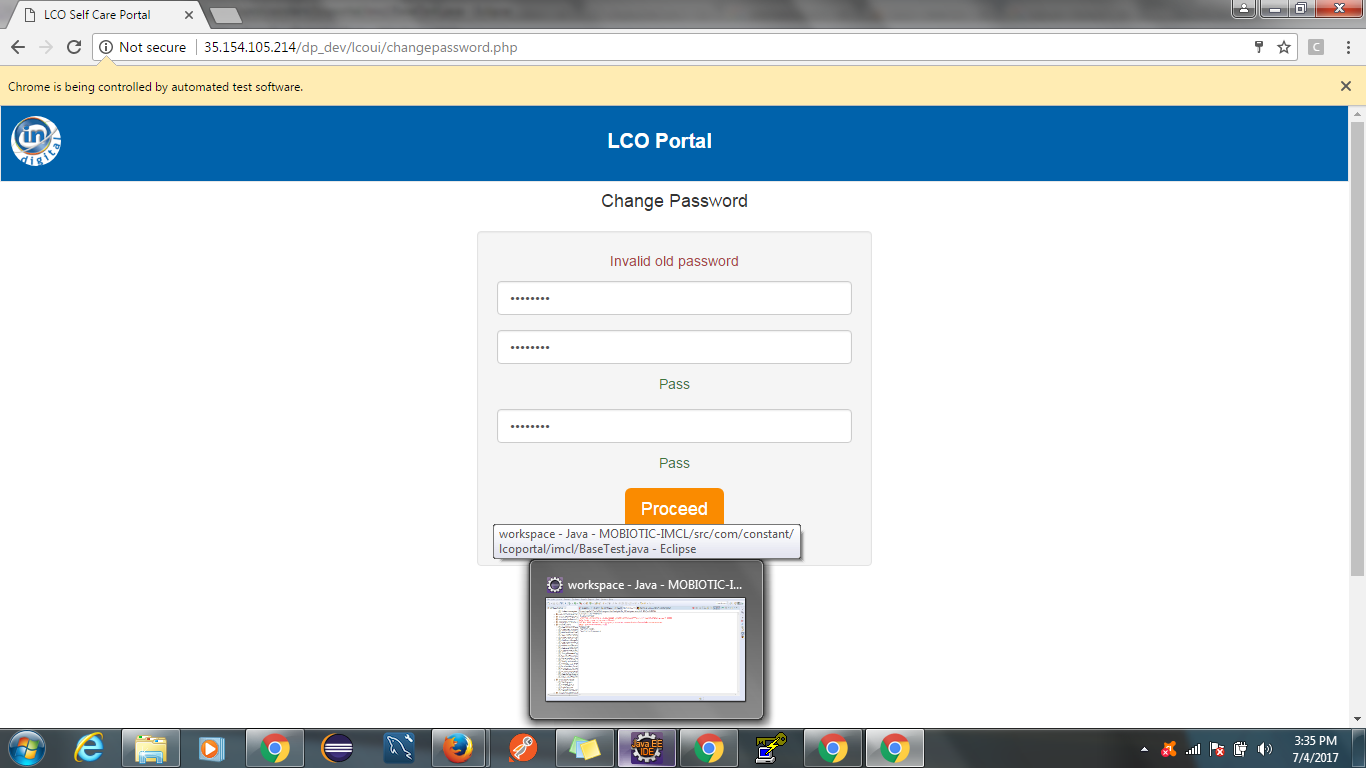 LCO Self Care Portal
Not secure
35.154.105.214/dp_dev/lcoui/changepassword.php
C
Chrome is being controlled by automated test software.
in
digital
LCO Portal
Change Password
Invalid old password
Pass
Pass
Proceed
workspace - Java - MOBIOTIC-IMCL/src/com/constant/
lcoportal/imcl/BaseTest.java - Eclipse
workspace - Java - MOBIOTIC-I...
Java EE
IDE
3:35 PM
7/4/2017